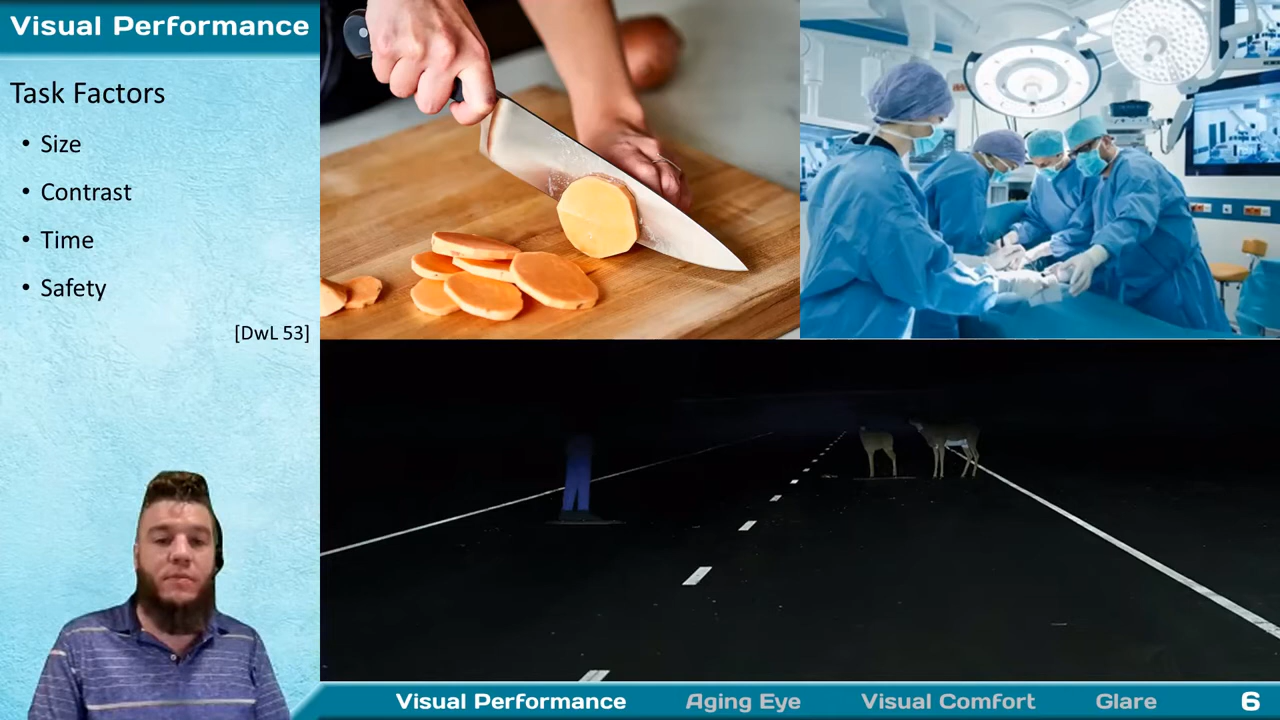 Visual Performance
Task Factors
• Size
• Contrast
• Time
• Safety
[DwL 53]
Visual Performance Aging Eye Visual Comfort Glare 6